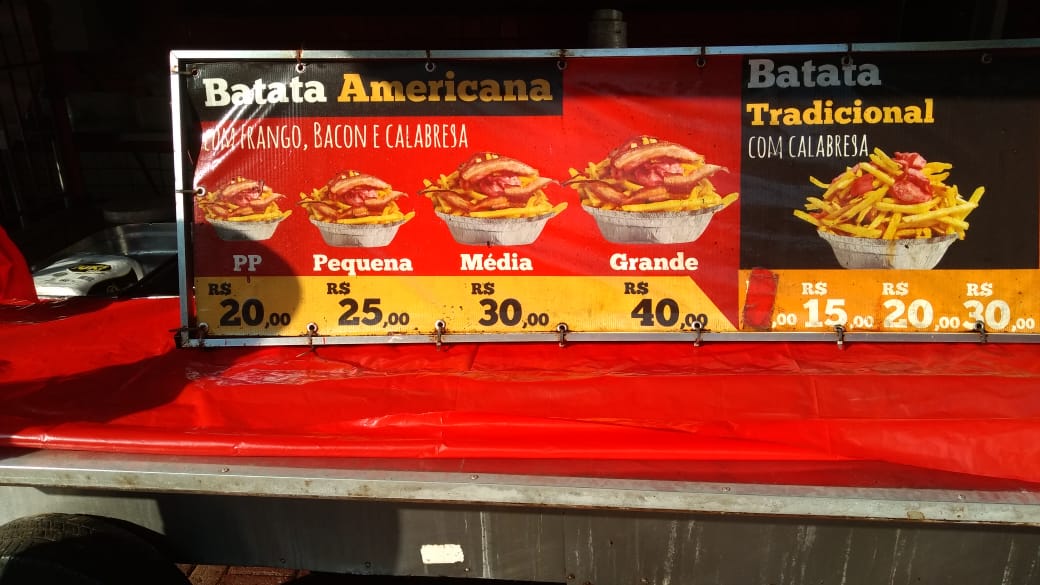 Batata Americana
COM FRANGO, BACON E CALABRESA
PP
Pequena
Média
Grande
R$ 20,00
R$ 25,00
R$ 30,00
R$ 40,00
Batata
Tradicional
COM CALABRESA
,00
R$ 15,00
R$ 20,00
R$ 30,00